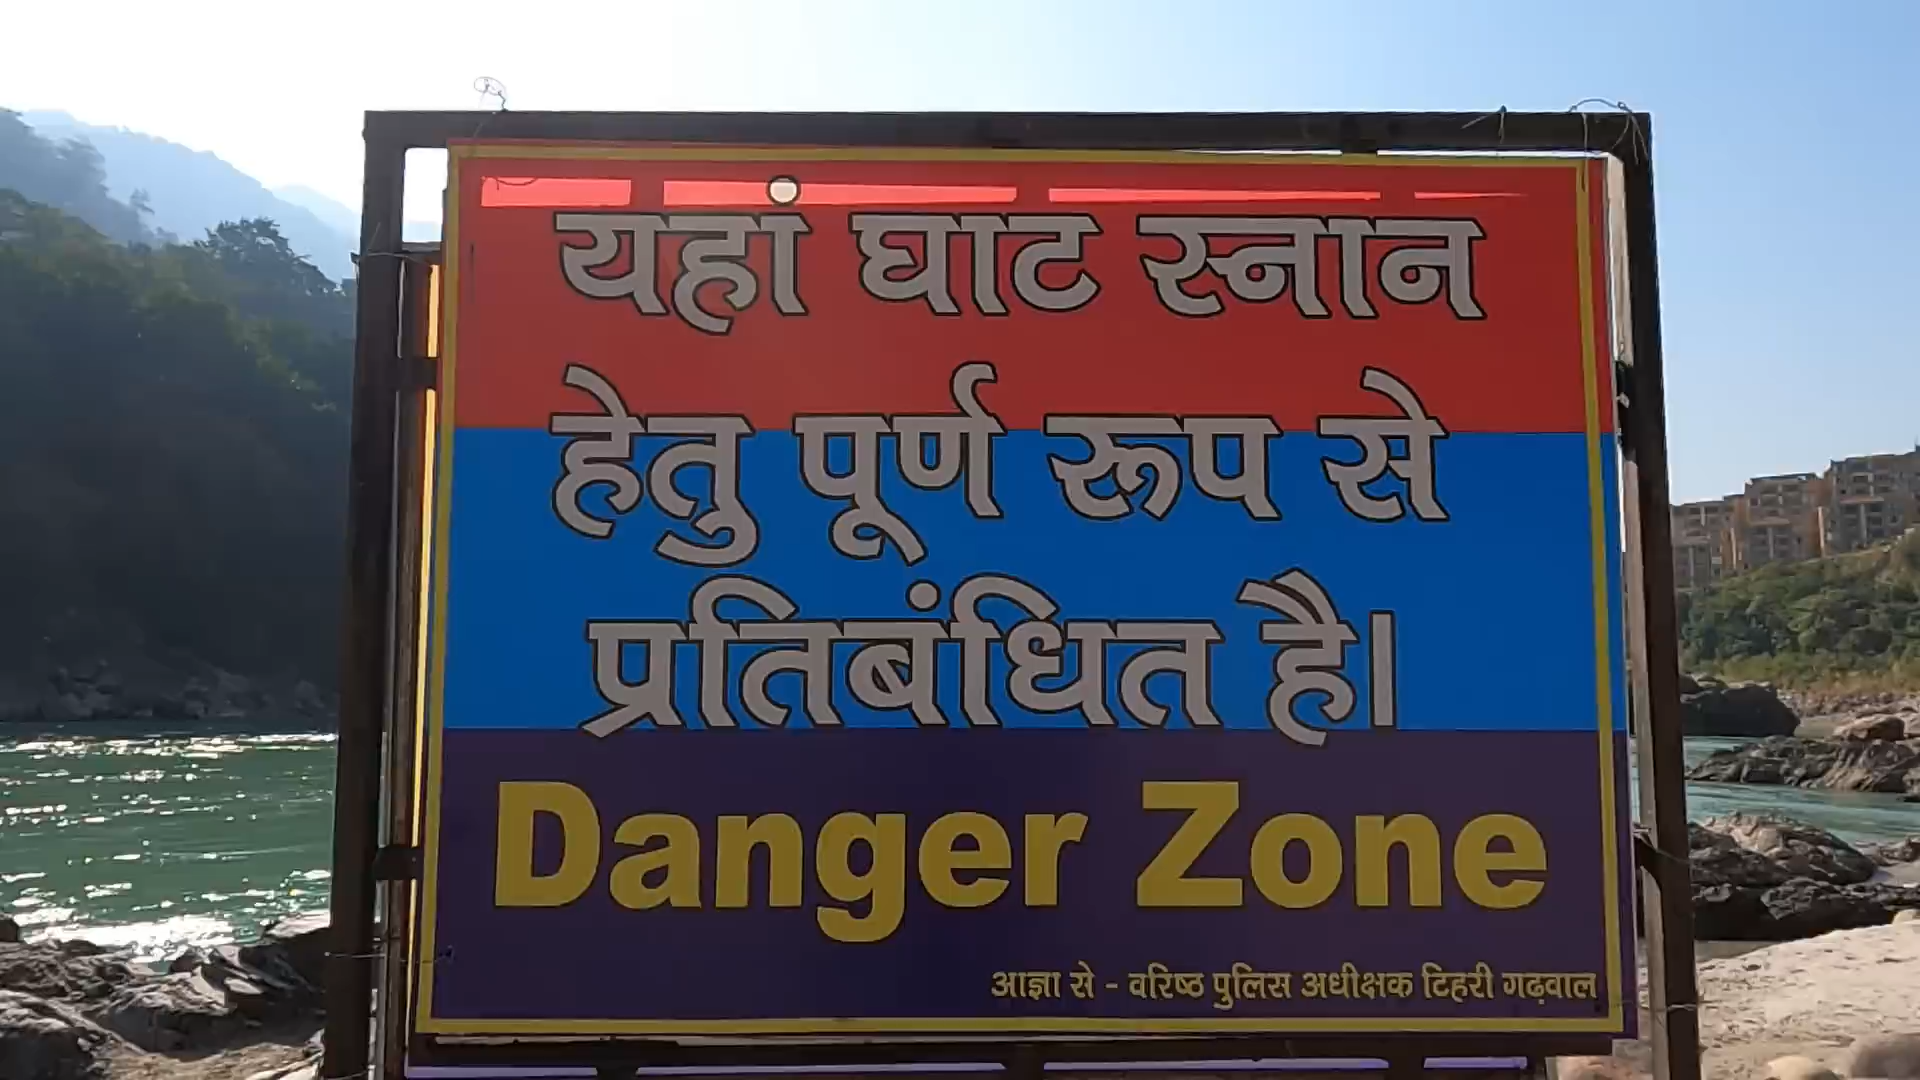 यहां घाट स्नान
हेतु पूर्ण रूप से
प्रतिबंधित है।
Danger Zone
आज्ञा से - वरिष्ठ पुलिस अधीक्षक टिहरी गढ़वाल